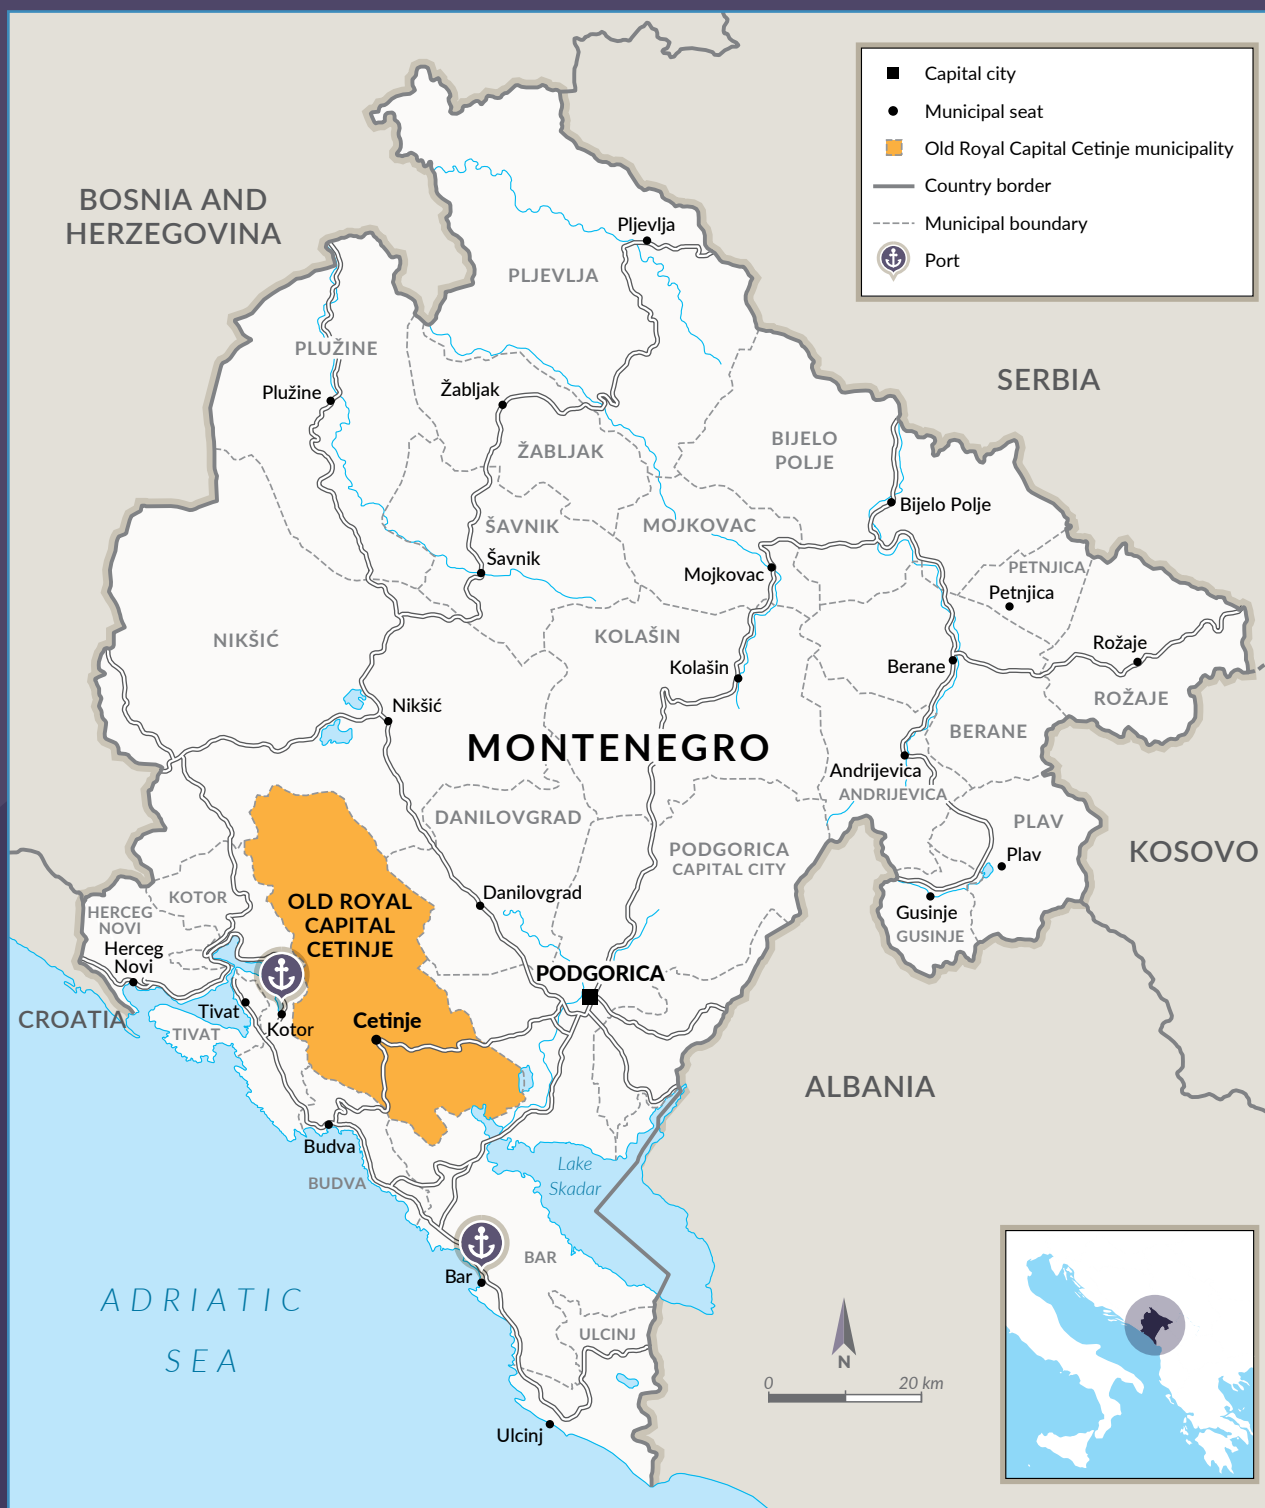 Capital city
Municipal seat
Old Royal Capital Cetinje municipality
Country border
Municipal boundary
Port
BOSNIA AND
HERZEGOVINA
Pljevlja
PLJEVLJA
PLUŽINE
Plužine
Žabljak
ŽABLJAK
SERBIA
BIJELO
POLJE
Bijelo Polje
ŠAVNIK
Šavnik
MOJKOVAC
Mojkovac
PETNJICA
Petnjica
NIKŠIĆ
KOLAŠIN
Kolašin
Berane
Rožaje
ROŽAJE
Nikšić
MONTENEGRO
BERANE
Andrijevica
ANDRIJEVICA
DANILOVGRAD
PLAV
PODGORICA
CAPITAL CITY
Plav
KOSOVO
KOTOR
OLD ROYAL
CAPITAL
CETINJE
Danilovgrad
HERCEG
NOVI
Herceg
Novi
Gusinje
GUSINJE
PODGORICA
CROATIA
Tivat
TIVAT
Kotor
Cetinje
ALBANIA
Budva
BUDVA
Lake
Skadar
BAR
Bar
ADRIATIC
SEA
ULCINJ
Ulcinj
N
0
20 km